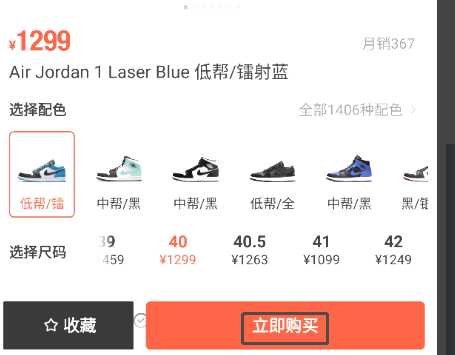 ¥1299
月销367
Air Jordan 1 Laser Blue 低帮/镭射蓝
选择配色
全部1406种配色
低帮/镭 中帮/黑 中帮/黑 低帮/全 中帮/黑 黑/银
39 40 40.5 41 42
选择尺码
1459 ¥1299 ¥1263 ¥1099 ¥1249
收藏
立即购买